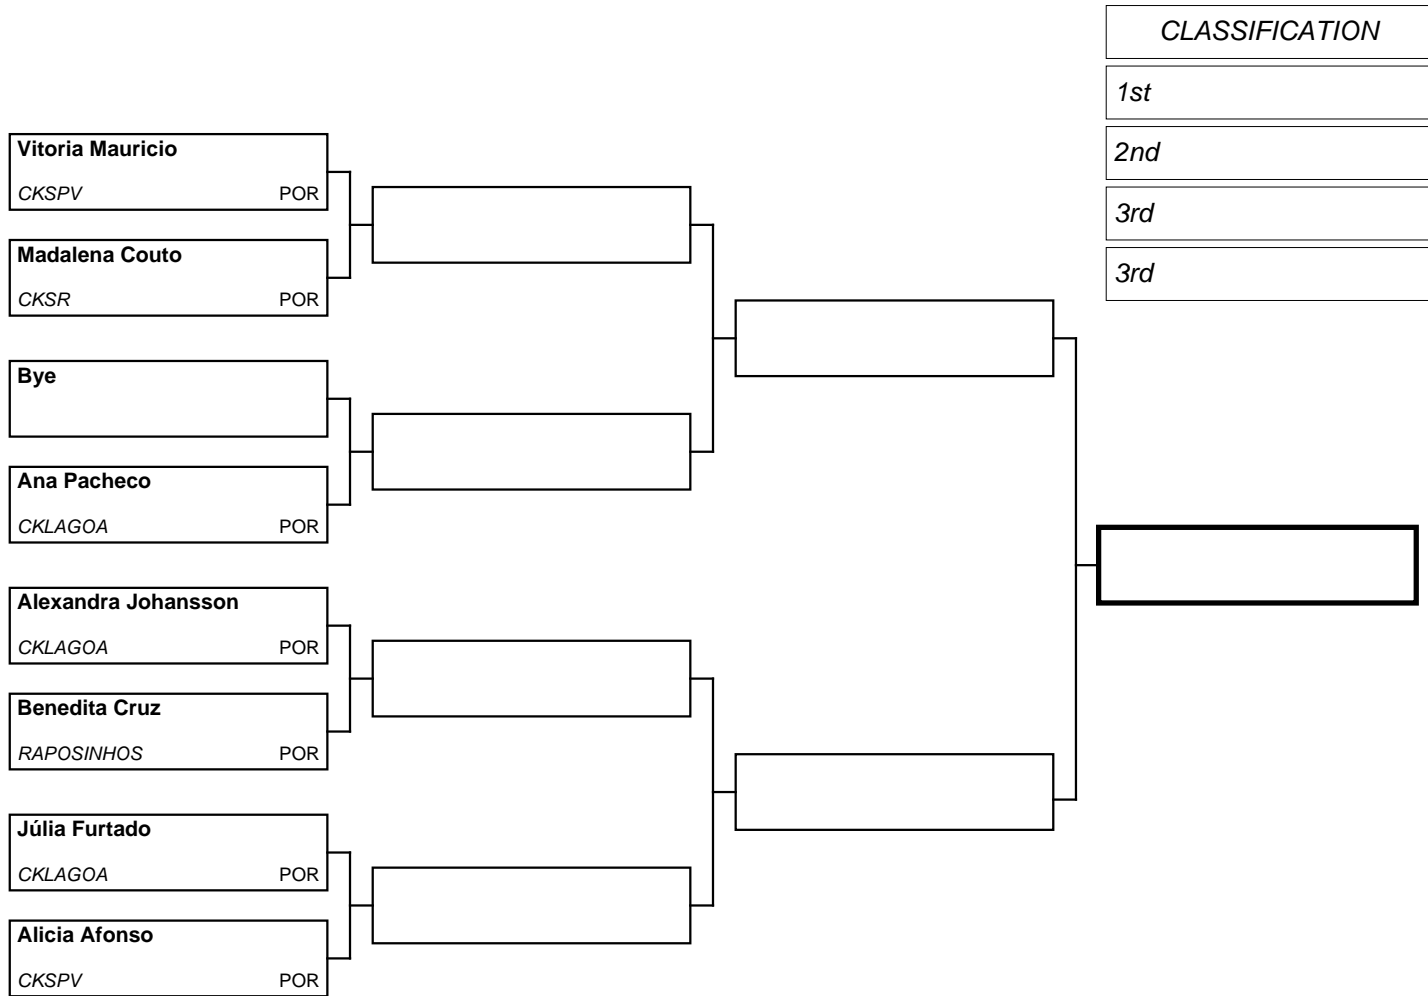 CLASSIFICATION
1st
2nd
3rd
3rd
Vitoria Mauricio
CKSPV POR
Madalena Couto
CKSR POR
Bye
Ana Pacheco
CKLAGOA POR
Alexandra Johansson
CKLAGOA POR
Benedita Cruz
RAPOSINHOS POR
Júlia Furtado
CKLAGOA POR
Alicia Afonso
CKSPV POR